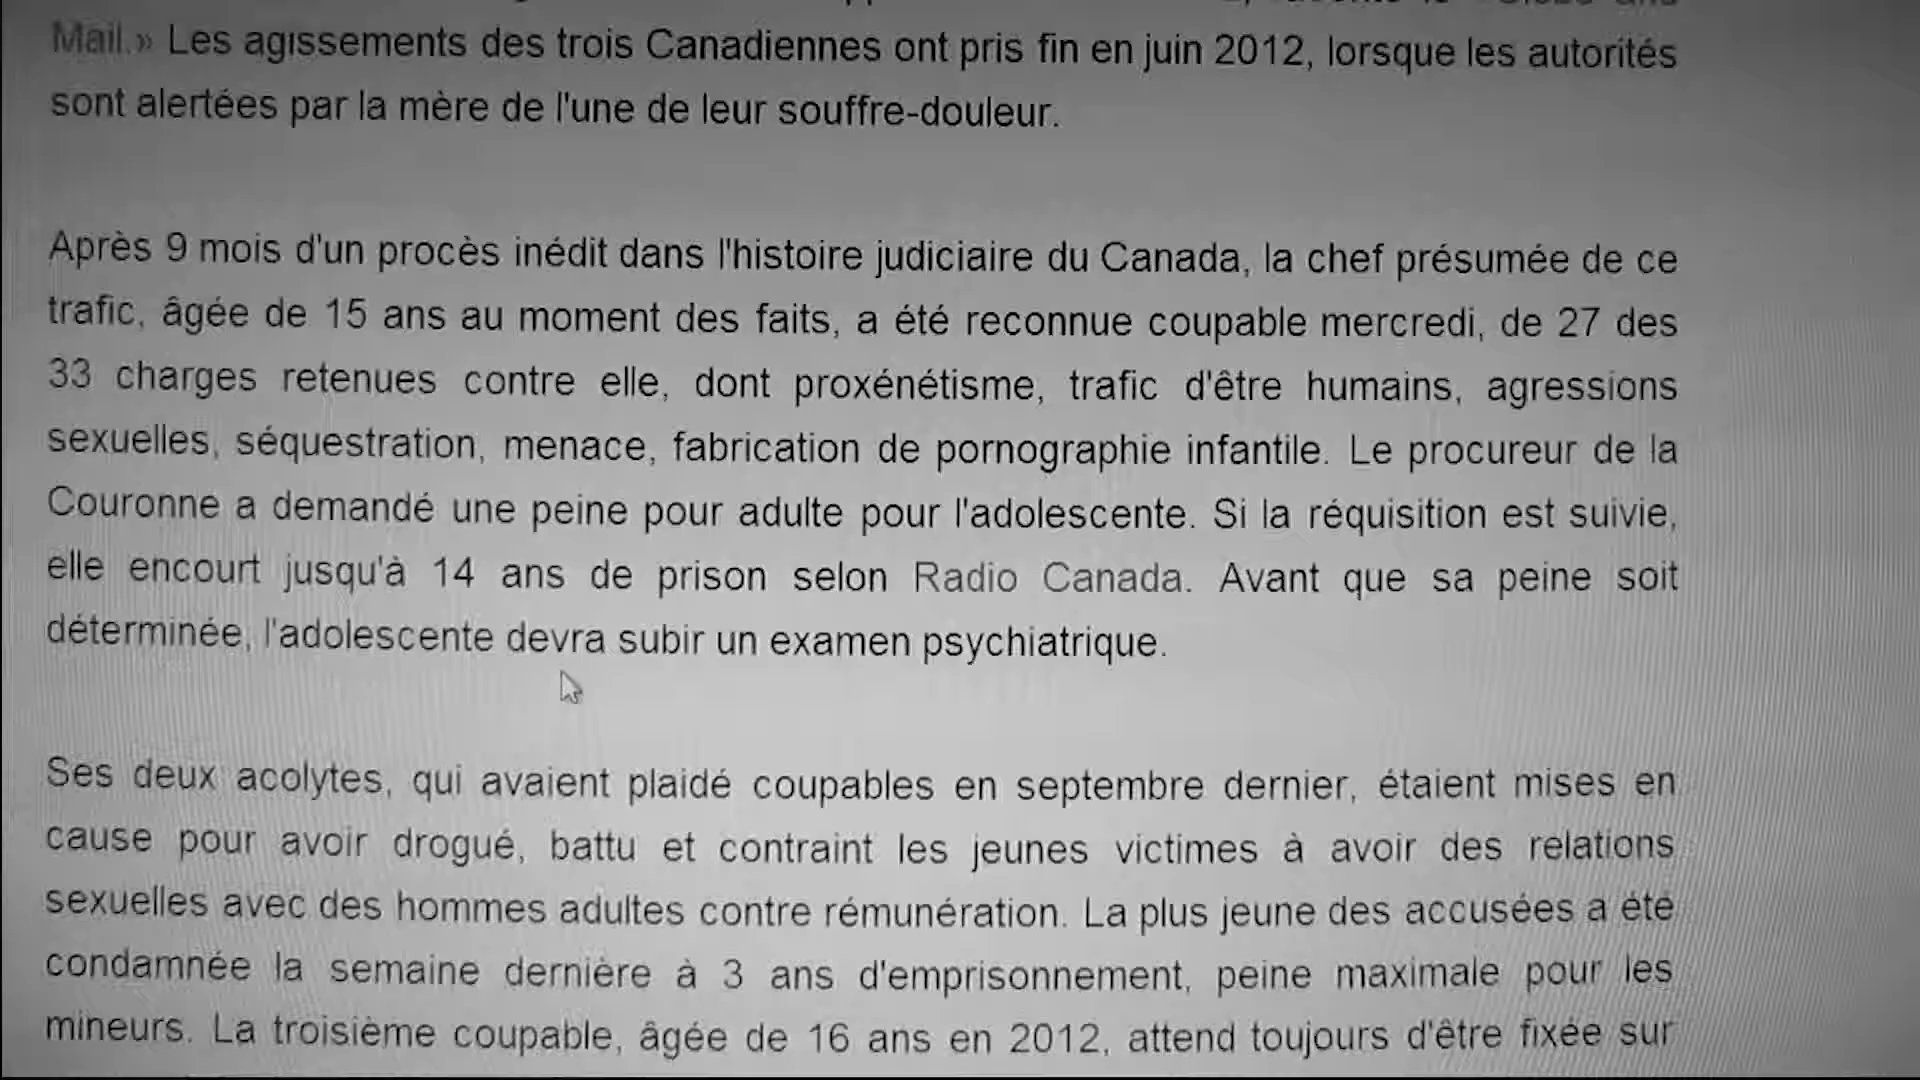 Mail.» Les agissements des trois Canadiennes ont pris fin en juin 2012, lorsque les autorités
sont alertées par la mère de l'une de leur souffre-douleur.
Après 9 mois d'un procès inédit dans l'histoire judiciaire du Canada, la chef présumée de ce
trafic, âgée de 15 ans au moment des faits, a été reconnue coupable mercredi, de 27 des
33 charges retenues contre elle, dont proxénétisme, trafic d'être humains, agressions
sexuelles, séquestration, menace, fabrication de pornographie infantile. Le procureur de la
Couronne a demandé une peine pour adulte pour l'adolescente. Si la réquisition est suivie,
elle encourt jusqu'à 14 ans de prison selon Radio Canada. Avant que sa peine soit
déterminée, l'adolescente devra subir un examen psychiatrique.
Ses deux acolytes, qui avaient plaidé coupables en septembre dernier, étaient mises en
cause pour avoir drogué, battu et contraint les jeunes victimes à avoir des relations
sexuelles avec des hommes adultes contre rémunération. La plus jeune des accusées a été
condamnée la semaine dernière à 3 ans d'emprisonnement, peine maximale pour les
mineurs. La troisième coupable, âgée de 16 ans en 2012, attend toujours d'être fixée sur